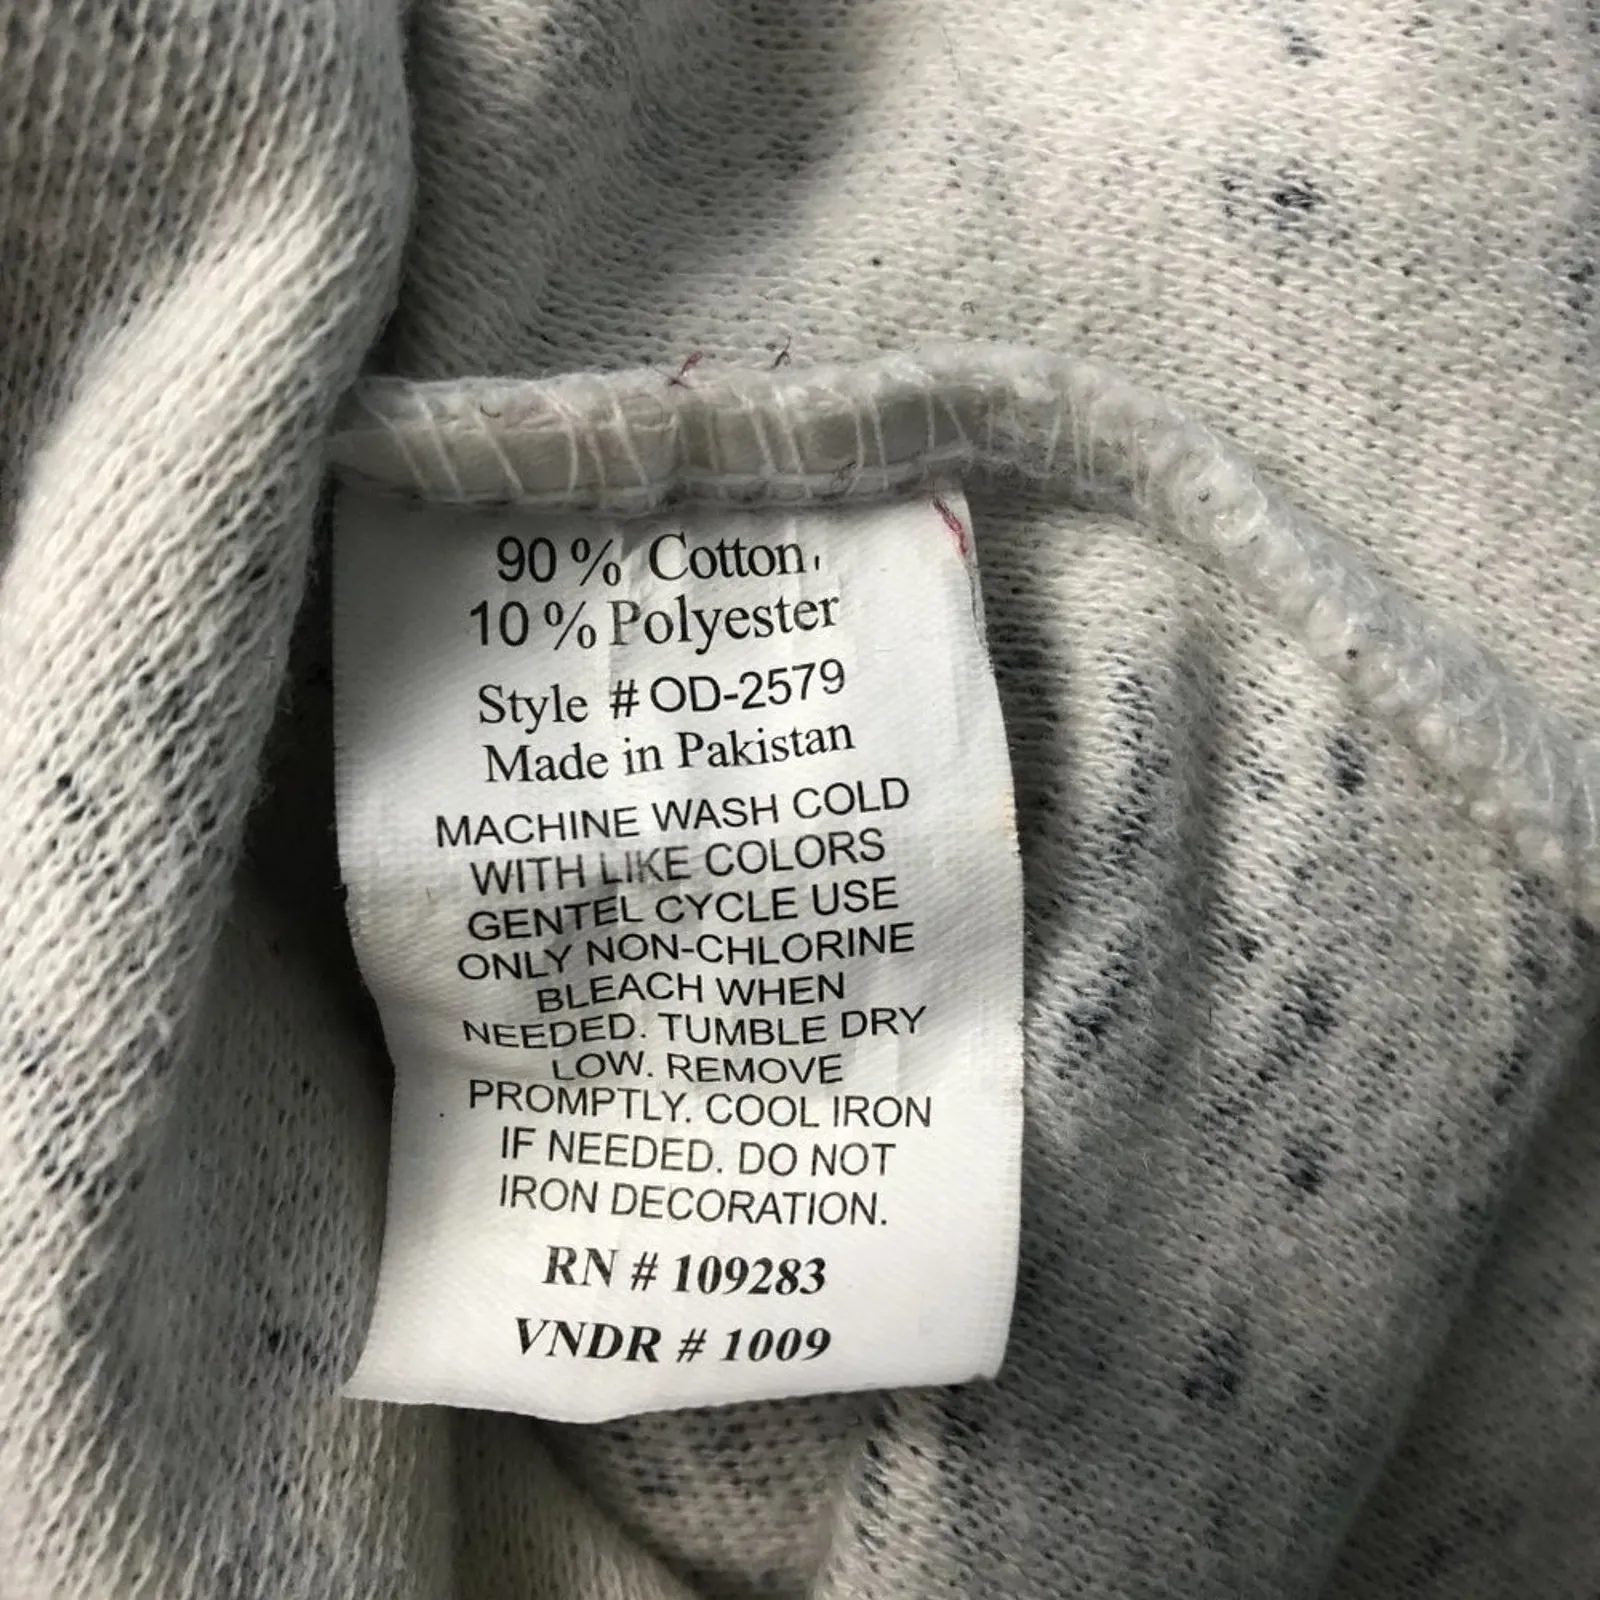 90% Cotton,
10% Polyester
Style # OD-2579
Made in Pakistan
MACHINE WASH COLD
WITH LIKE COLORS
GENTEL CYCLE USE
ONLY NON-CHLORINE
BLEACH WHEN
NEEDED. TUMBLE DRY
LOW. REMOVE
PROMPTLY. COOL IRON
IF NEEDED. DO NOT
IRON DECORATION.
RN # 109283
VNDR # 1009